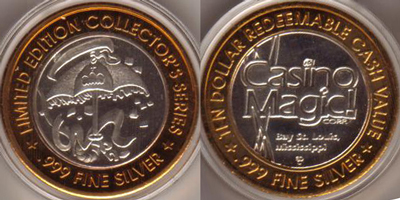 LIMITED EDITION COLLECTOR'S SERIES
★ .999 FINE SILVER ★
TEN DOLLAR REDEEMABLE CASH VALUE
Casino
Magic!
CORP.
Bay St. Louis,
Mississippi
★ .999 FINE SILVER ★